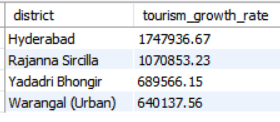 district tourism_growth_rate
Hyderabad 1747936.67
Rajanna Sircilla 1070853.23
Yadadri Bhongir 689566.15
Warangal (Urban) 640137.56